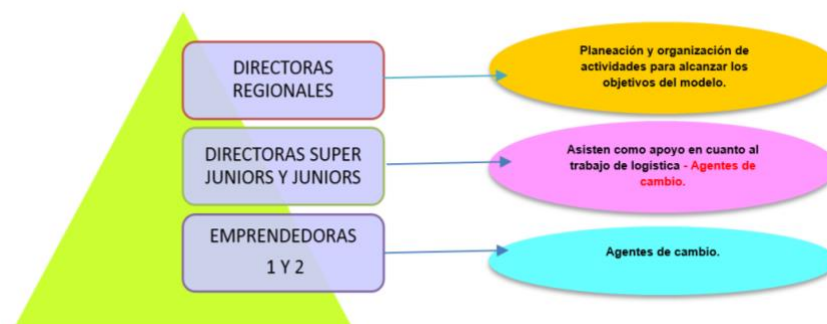 DIRECTORAS
REGIONALES
Planeación y organización de
actividades para alcanzar los
objetivos del modelo.
DIRECTORAS SUPER
JUNIORS Y JUNIORS
Asisten como apoyo en cuanto al
trabajo de logística - Agentes de
cambio.
EMPRENDEDORAS
1 Y 2
Agentes de cambio.